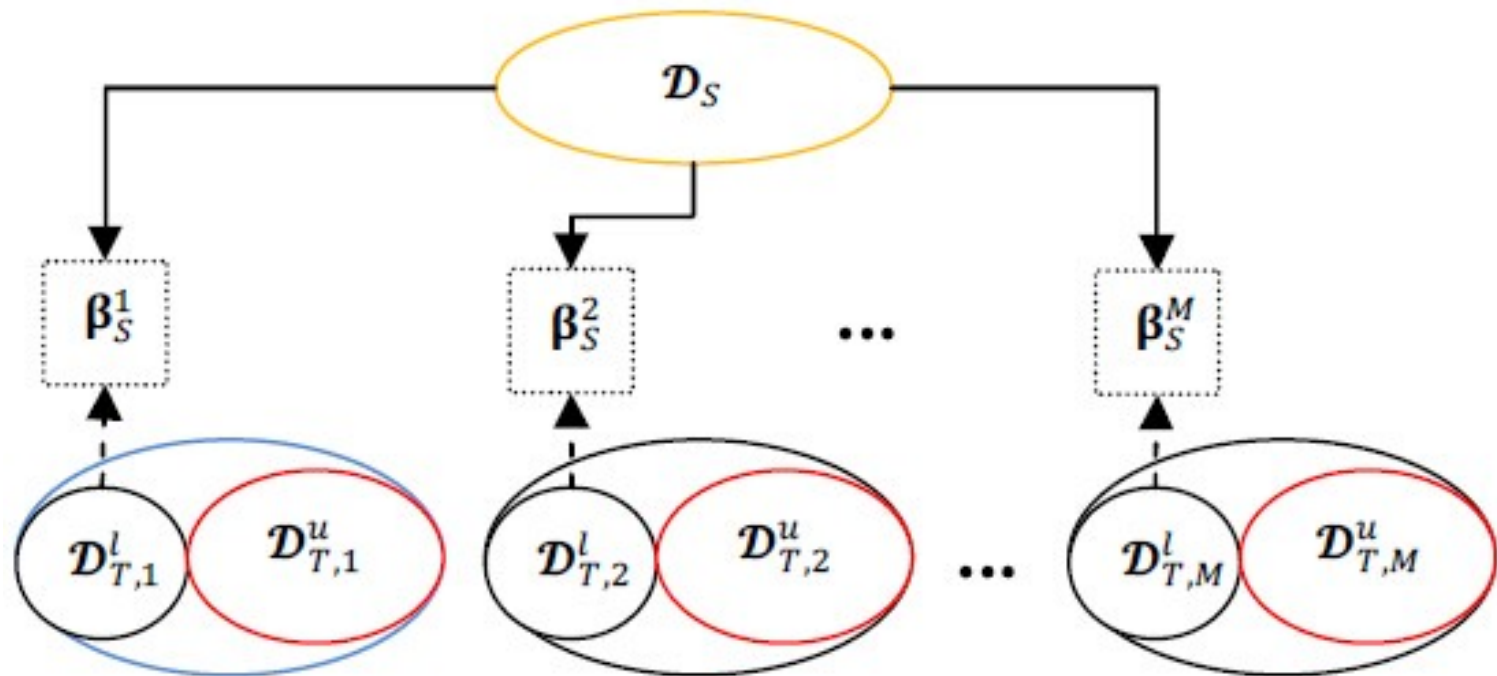 𝓓_S
β_S^1 β_S^2 ... β_S^M
𝓓_{T,1}^l 𝓓_{T,1}^u 𝓓_{T,2}^l 𝓓_{T,2}^u ... 𝓓_{T,M}^l 𝓓_{T,M}^u